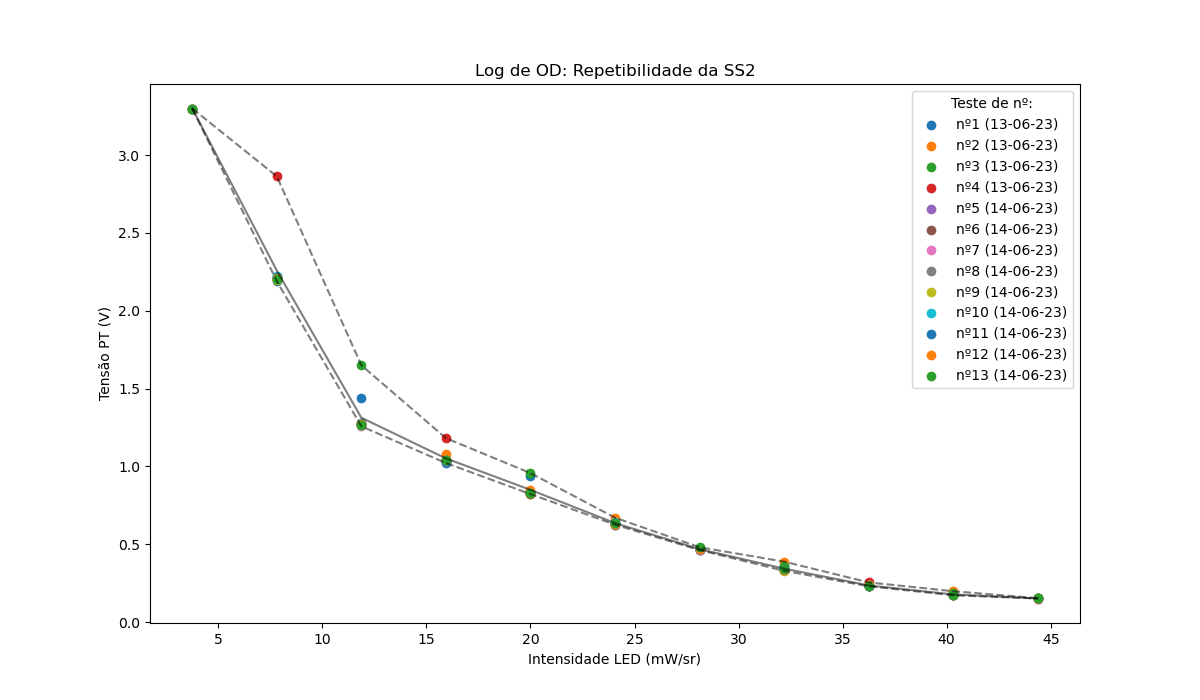 Log de OD: Repetibilidade da SS2
Tensão PT (V)
3.0
2.5
2.0
1.5
1.0
0.5
0.0
5 10 15 20 25 30 35 40 45
Intensidade LED (mW/sr)
Teste de nº:
nº1 (13-06-23)
nº2 (13-06-23)
nº3 (13-06-23)
nº4 (13-06-23)
nº5 (14-06-23)
nº6 (14-06-23)
nº7 (14-06-23)
nº8 (14-06-23)
nº9 (14-06-23)
nº10 (14-06-23)
nº11 (14-06-23)
nº12 (14-06-23)
nº13 (14-06-23)